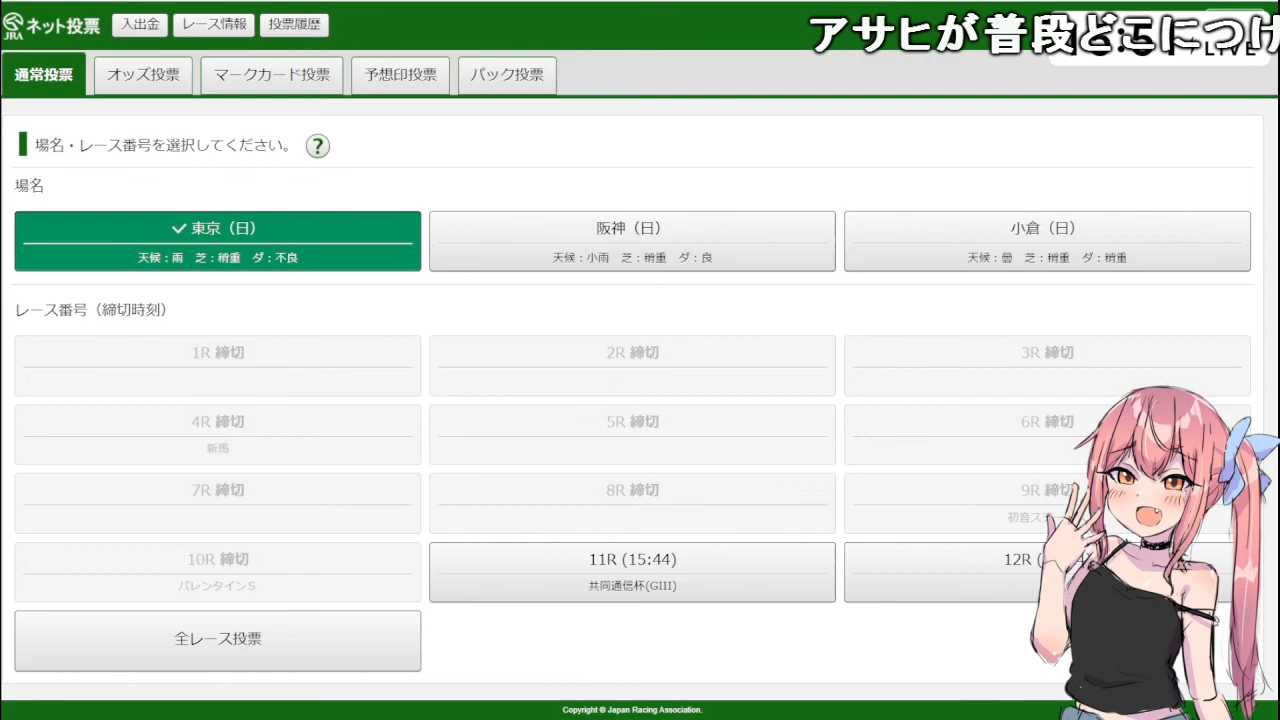 JRA ネット投票 入出金 レース情報 投票履歴
アサヒが普段どこにつけ
通常投票 オッズ投票 マークカード投票 予想印投票 バック投票
場名・レース番号を選択してください。 ?
場名
東京（日） 阪神（日） 小倉（日）
天候：雨 芝：稍重 ダ：不良 天候：小雨 芝：稍重 ダ：良 天候：曇 芝：稍重 ダ：稍重
レース番号（締切時刻）
1R 締切 2R 締切 3R 締切
4R 締切 5R 締切 6R 締切
新馬
7R 締切 8R 締切 9R 締切
初音ス
10R 締切 11R (15:44) 12R (
バレンタインＳ 共同通信杯(GIII)
全レース投票
Copyright © Japan Racing Association.